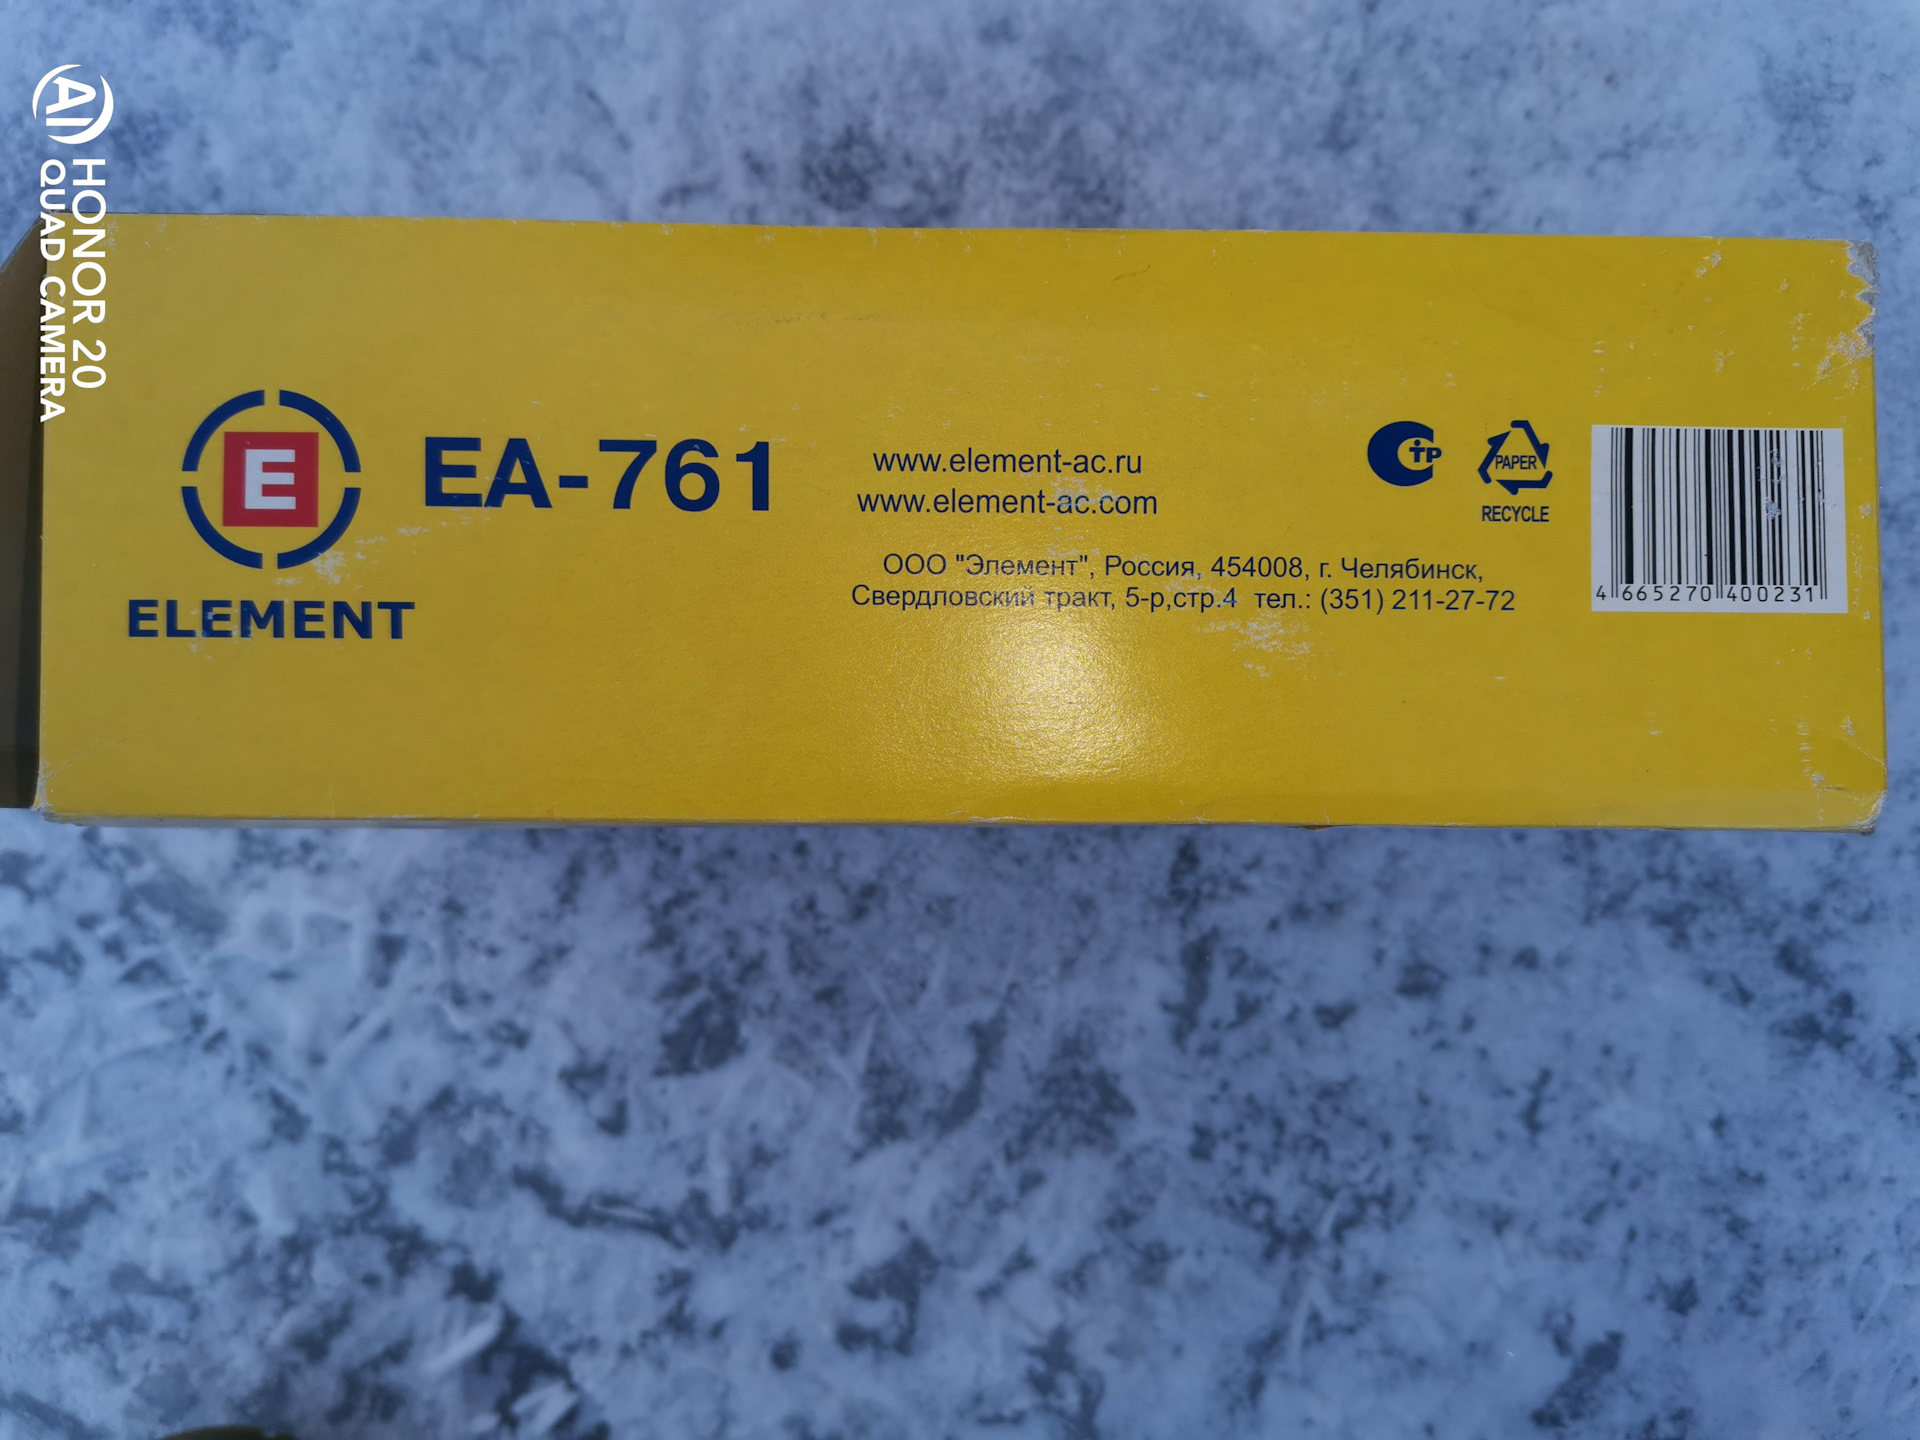 HONOR 20
QUAD CAMERA
E
ELEMENT
EA-761
www.element-ac.ru
www.element-ac.com
ООО "Элемент", Россия, 454008, г. Челябинск,
Свердловский тракт, 5-р,стр.4 тел.: (351) 211-27-72
СТР
PAPER
RECYCLE
4 665270 400231